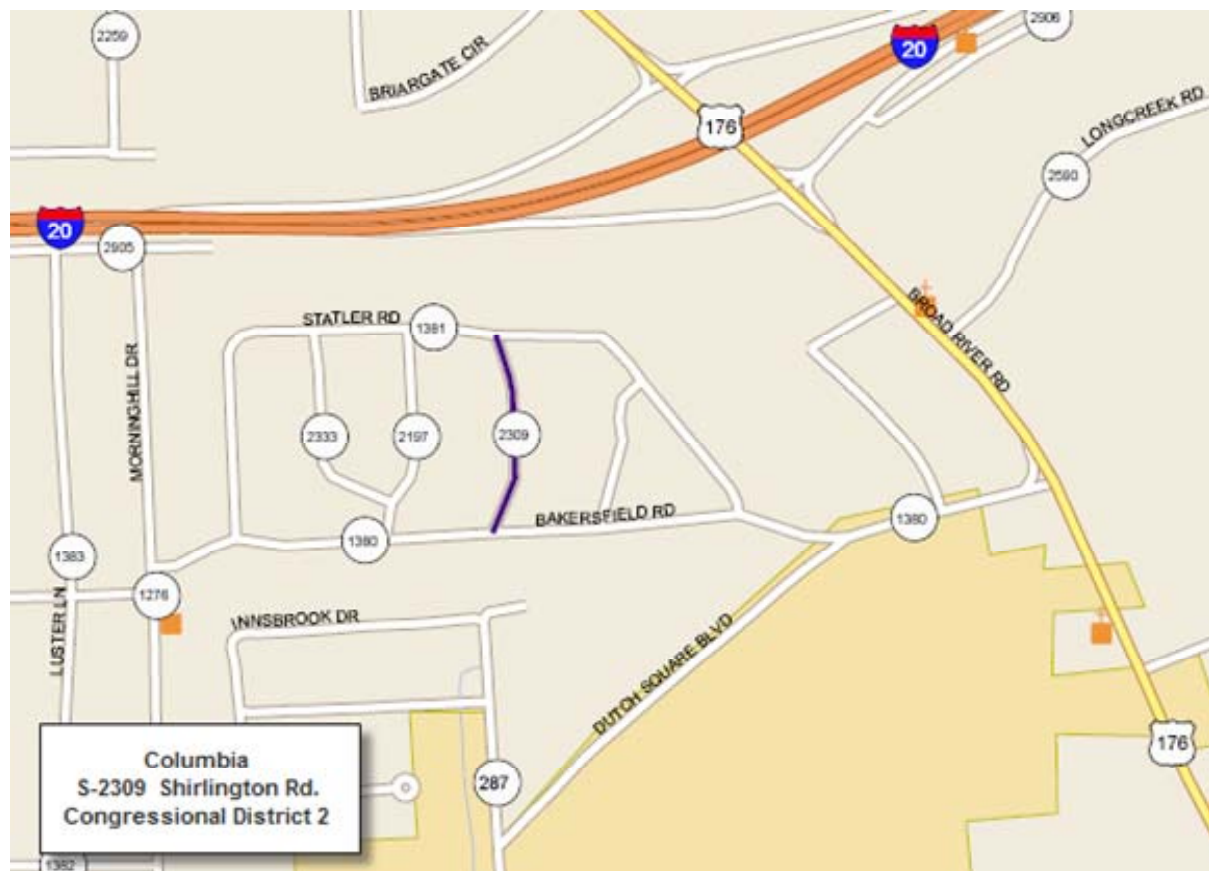 2259
2906
BRIARGATE CIR
20
176
LONGCREEK RD
2590
20
2905
STATLER RD
1381
BROAD RIVER RD
MORNINGHILL DR
2333
2197
2309
BAKERSFIELD RD
1380
1380
1383
1276
LUSTER LN
INNSBROOK DR
DUTCH SQUARE BLVD
176
287
Columbia
S-2309 Shirlington Rd.
Congressional District 2
1382